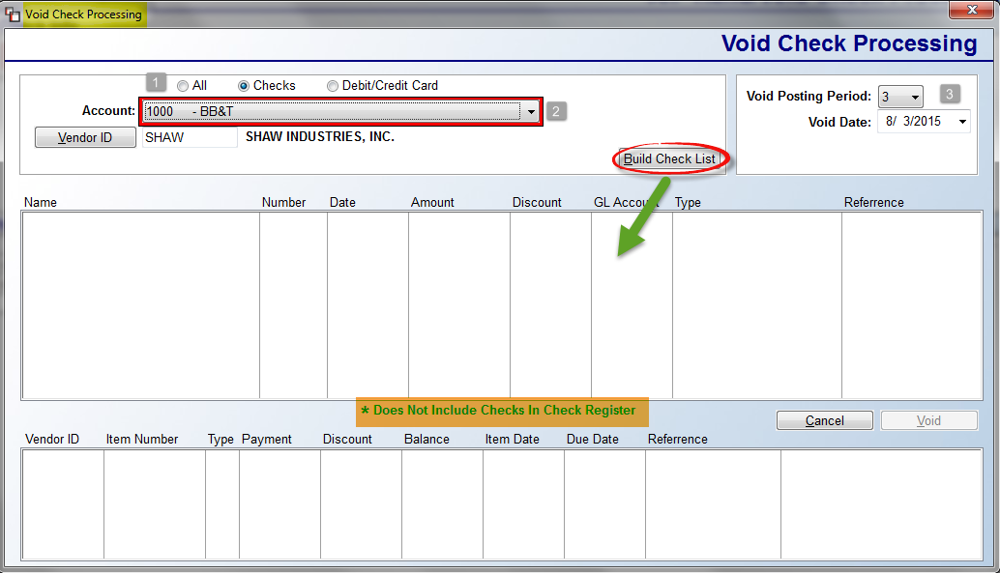 Void Check Processing
Void Check Processing
1 All Checks Debit/Credit Card
Account: 1000 - BB&T 2
Vendor ID SHAW SHAW INDUSTRIES, INC.
Build Check List
Void Posting Period: 3 3
Void Date: 8/ 3/2015
Name Number Date Amount Discount GL Account Type Referrence
* Does Not Include Checks In Check Register
Cancel Void
Vendor ID Item Number Type Payment Discount Balance Item Date Due Date Referrence